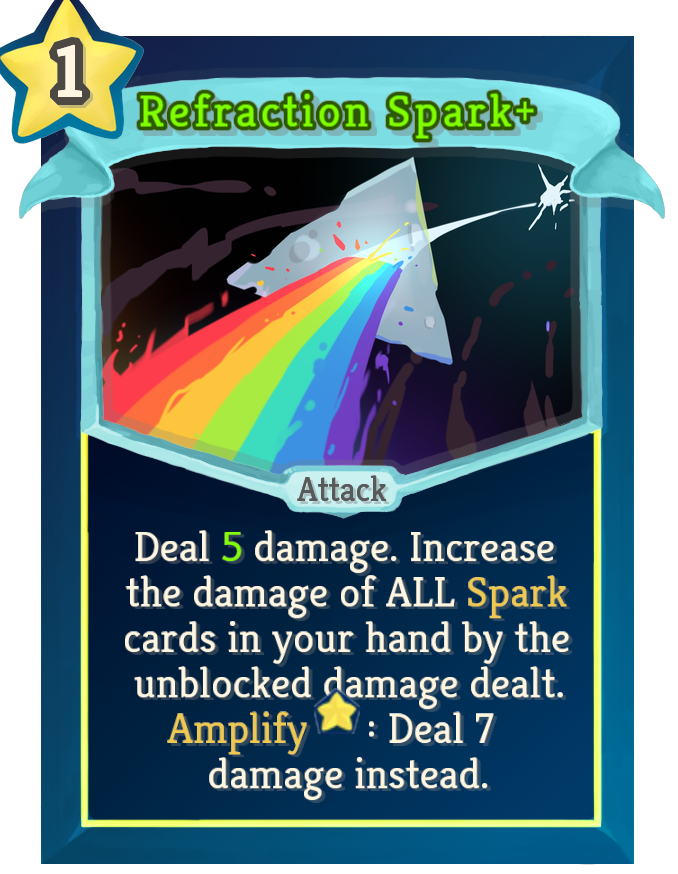 1
Refraction Spark+
Attack
Deal 5 damage. Increase
the damage of ALL Spark
cards in your hand by the
unblocked damage dealt.
Amplify : Deal 7
damage instead.